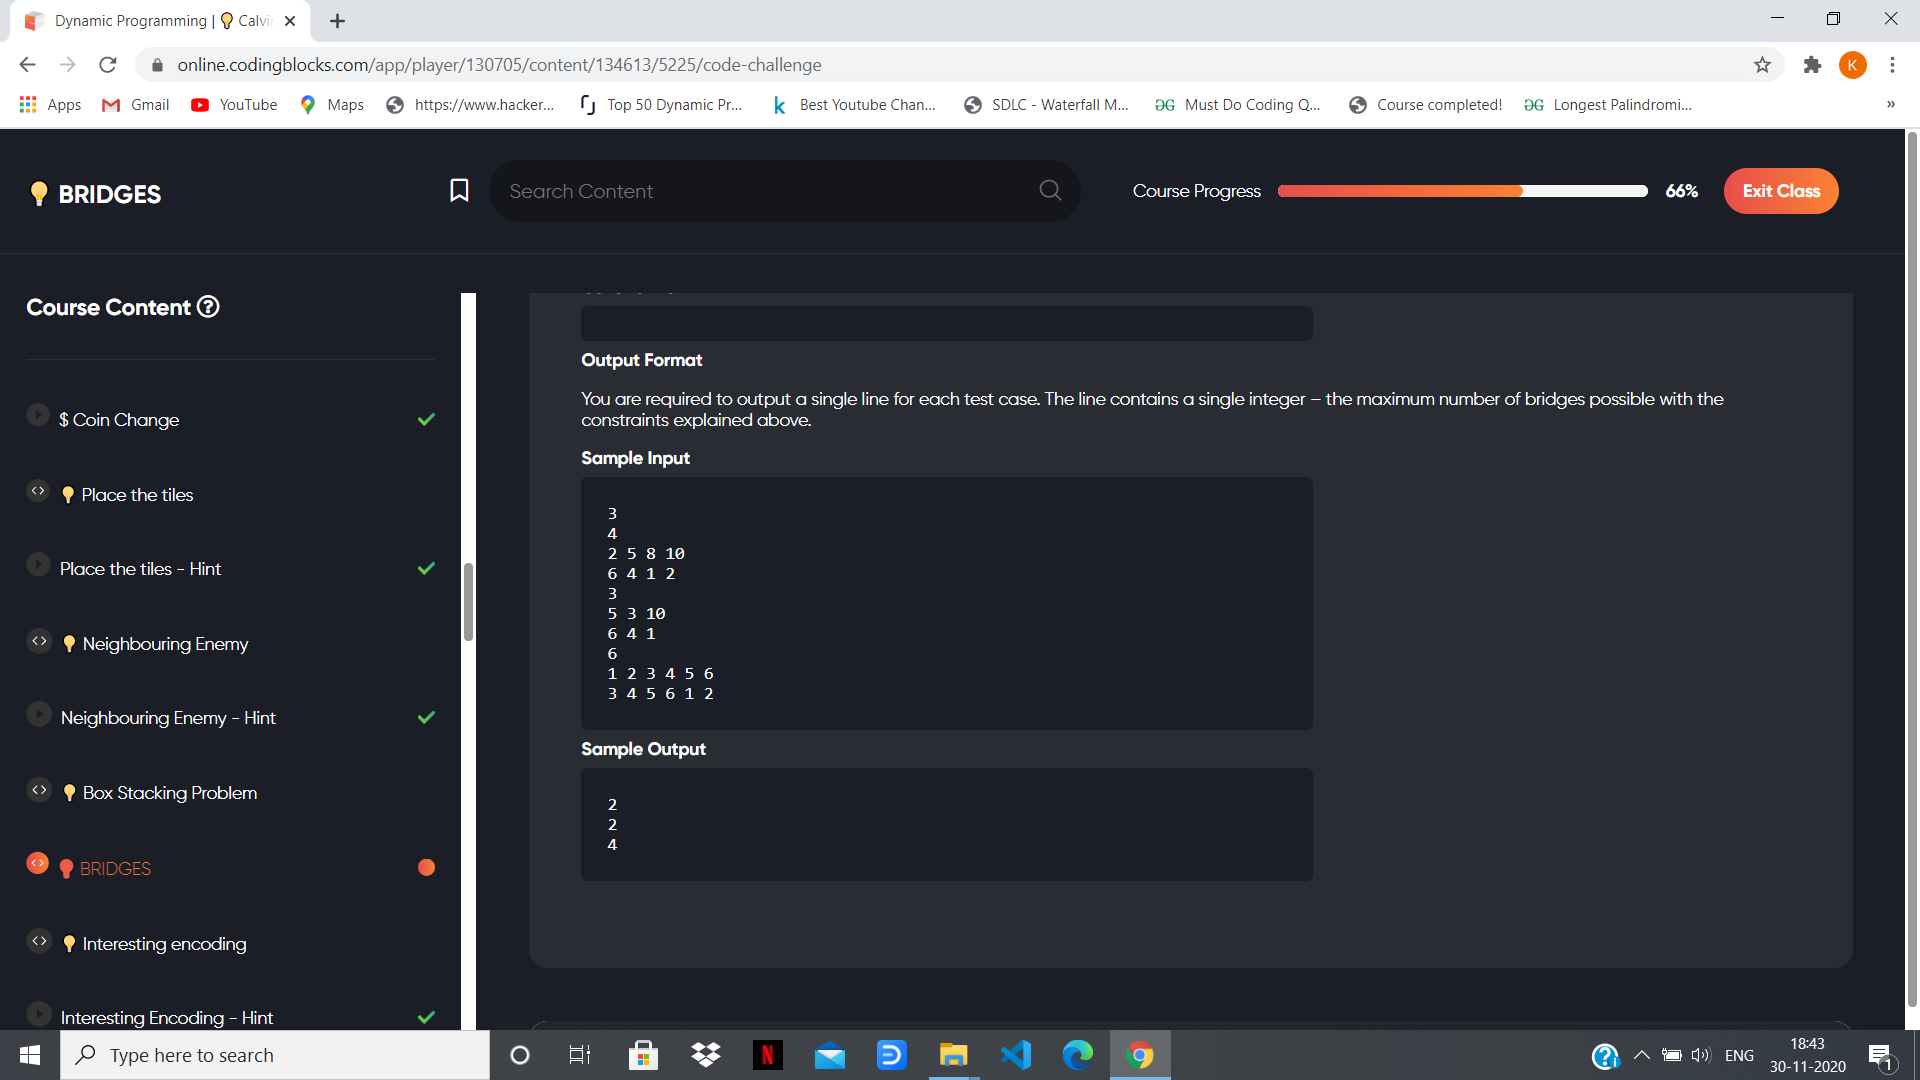 Dynamic Programming | 💡 Calvi
online.codingblocks.com/app/player/130705/content/134613/5225/code-challenge
K
Apps
Gmail
YouTube
Maps
https://www.hacker...
Top 50 Dynamic Pr...
Best Youtube Chan...
SDLC - Waterfall M...
Must Do Coding Q...
Course completed!
Longest Palindromi...
»
💡 BRIDGES
Search Content
Course Progress
66%
Exit Class
Course Content
$ Coin Change
💡 Place the tiles
Place the tiles - Hint
💡 Neighbouring Enemy
Neighbouring Enemy - Hint
💡 Box Stacking Problem
💡 BRIDGES
💡 Interesting encoding
Interesting Encoding - Hint
Output Format
You are required to output a single line for each test case. The line contains a single integer – the maximum number of bridges possible with the
constraints explained above.
Sample Input
3
4
2 5 8 10
6 4 1 2
3
5 3 10
6 4 1
6
1 2 3 4 5 6
3 4 5 6 1 2
Sample Output
2
2
4
Type here to search
ENG
18:43
30-11-2020
1